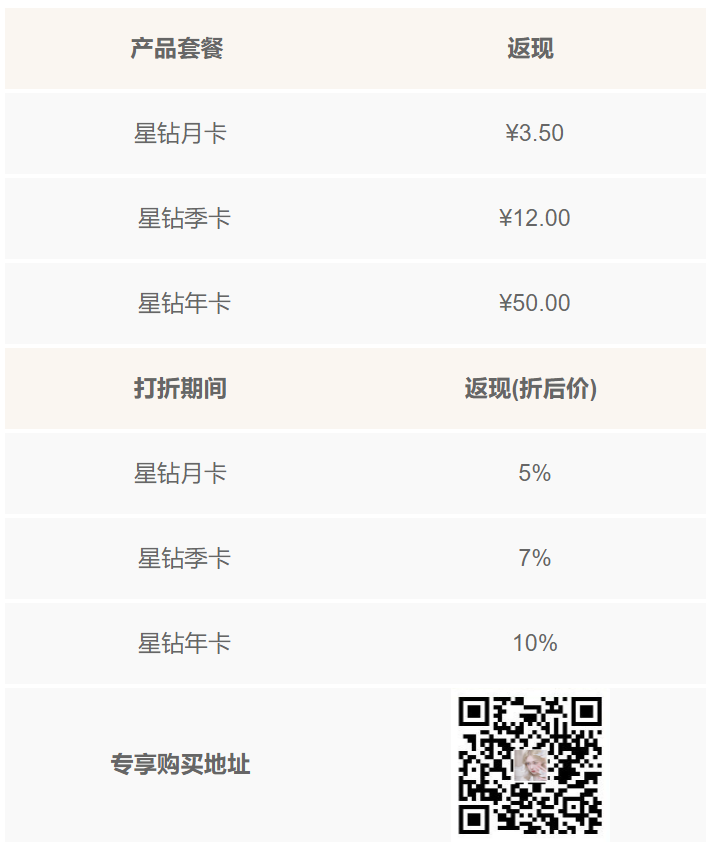 产品套餐 返现
星钻月卡 ¥3.50
星钻季卡 ¥12.00
星钻年卡 ¥50.00
打折期间 返现(折后价)
星钻月卡 5%
星钻季卡 7%
星钻年卡 10%
专享购买地址